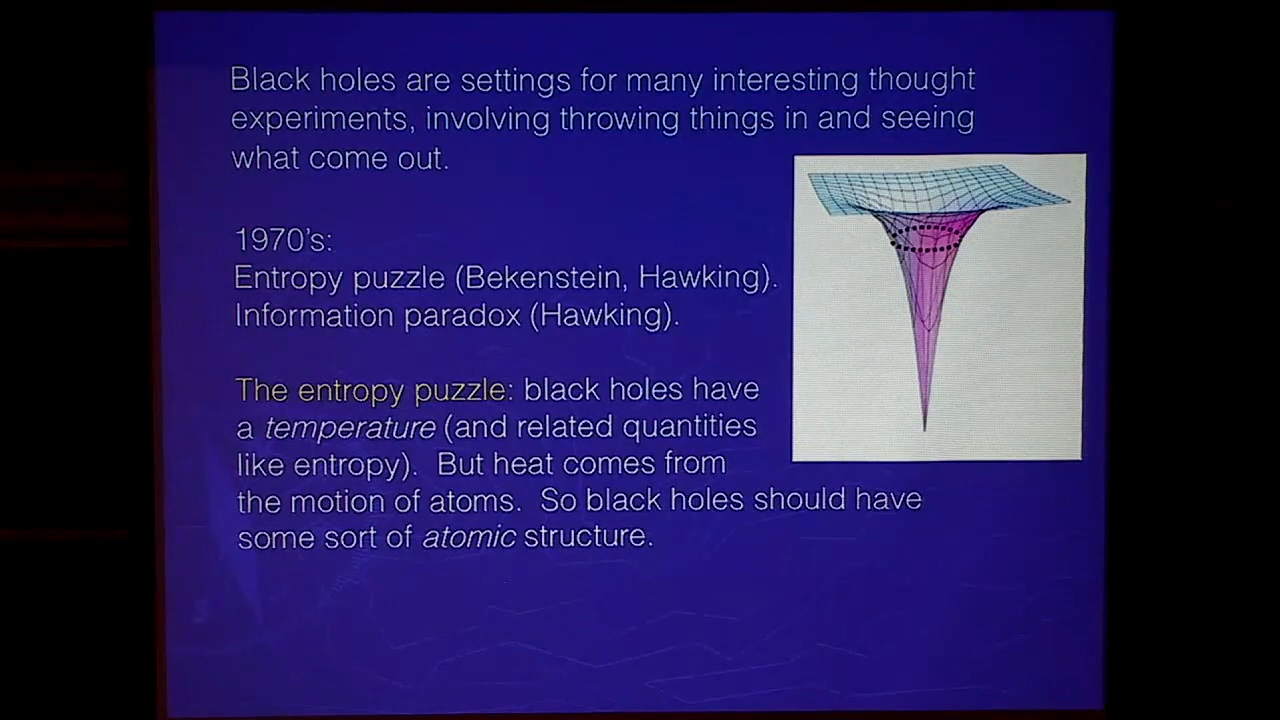 Black holes are settings for many interesting thought
experiments, involving throwing things in and seeing
what come out.
1970's:
Entropy puzzle (Bekenstein, Hawking).
Information paradox (Hawking).
The entropy puzzle: black holes have
a temperature (and related quantities
like entropy).  But heat comes from
the motion of atoms.  So black holes should have
some sort of atomic structure.